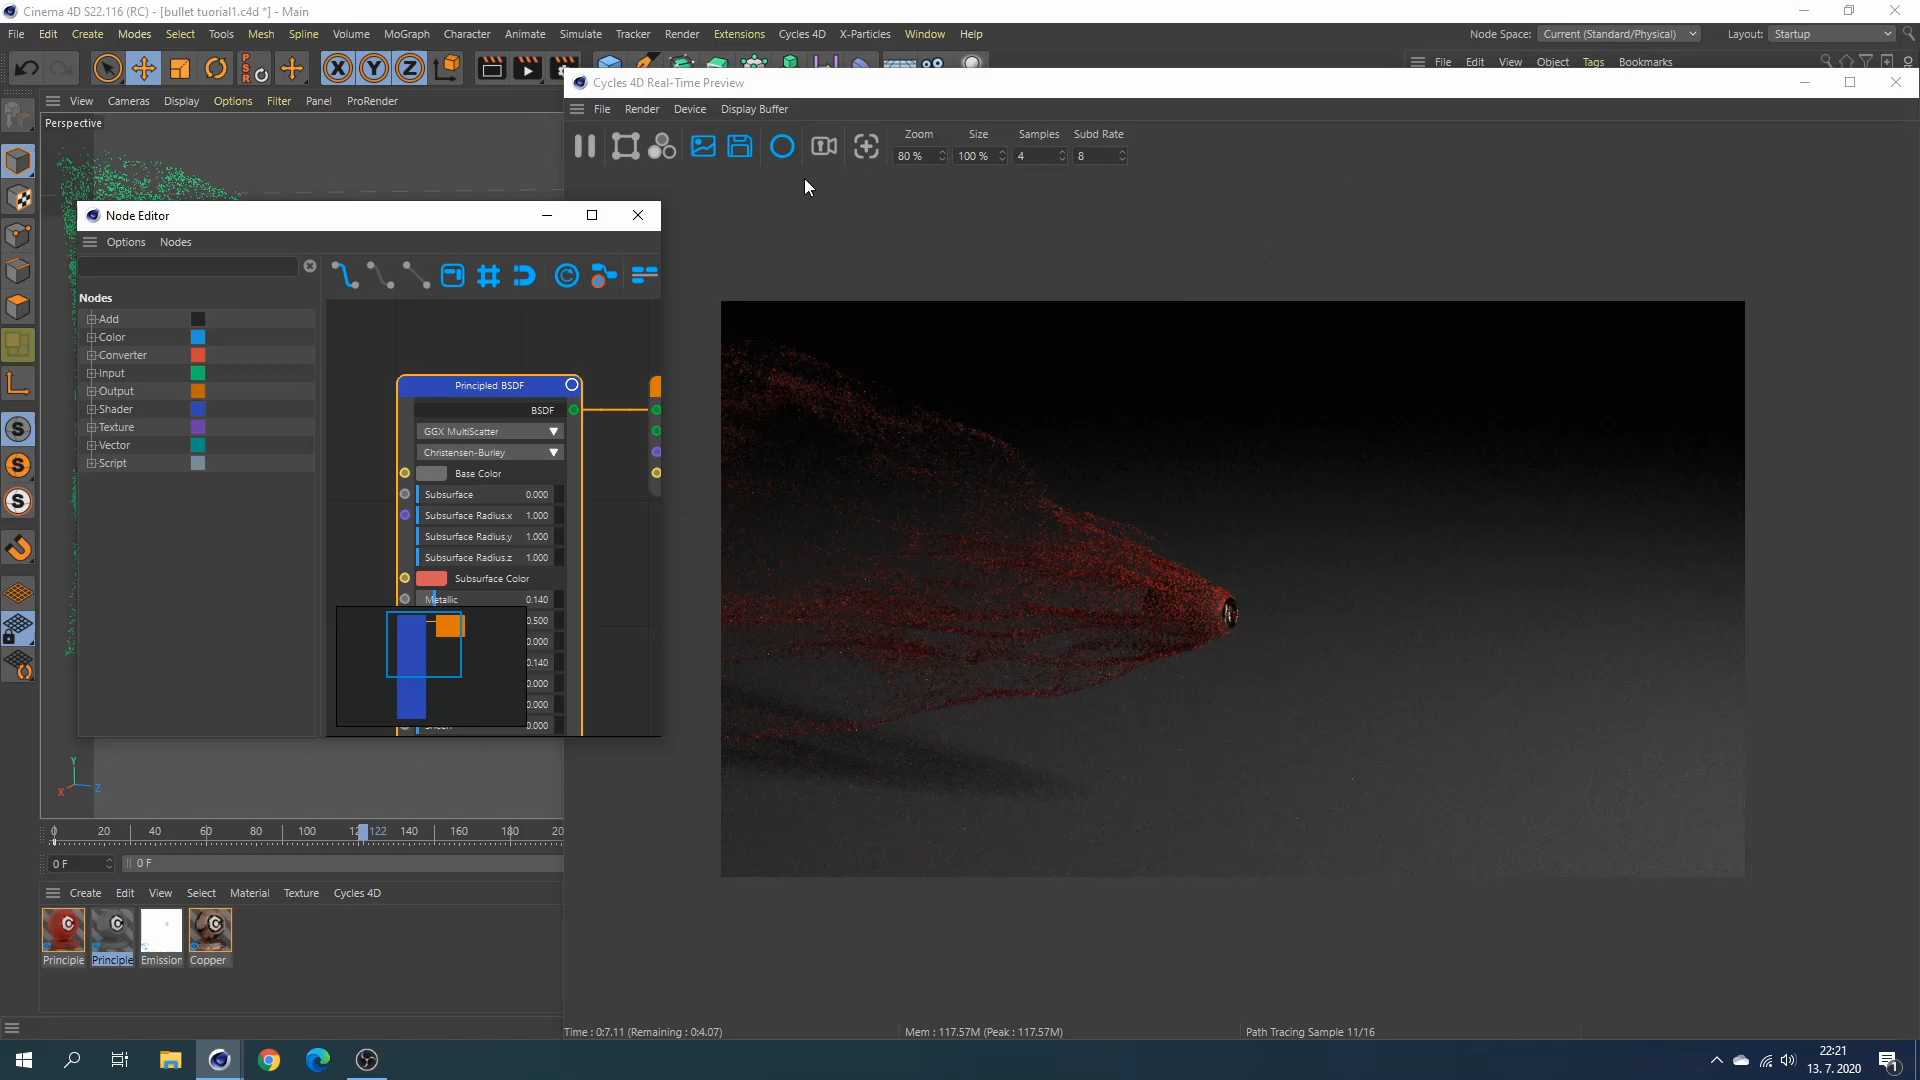 Cinema 4D S22.116 (RC) - [bullet tuorial1.c4d *] - Main
File Edit Create Modes Select Tools Mesh Spline Volume MoGraph Character Animate Simulate Tracker Render Extensions Cycles 4D X-Particles Window Help
Node Space: Current (Standard/Physical) Layout: Startup
PSR X Y Z
File Edit View Object Tags Bookmarks
Cycles 4D Real-Time Preview
File Render Device Display Buffer
Zoom Size Samples Subd Rate
80 % 100 % 4 8
View Cameras Display Options Filter Panel ProRender
Perspective
Node Editor
Options Nodes
Nodes
Add
Color
Converter
Input
Output
Shader
Texture
Vector
Script
Principled BSDF
BSDF
GGX MultiScatter
Christensen-Burley
Base Color
Subsurface 0.000
Subsurface Radius.x 1.000
Subsurface Radius.y 1.000
Subsurface Radius.z 1.000
Subsurface Color
Metallic 0.140
0.500
0.000
0.140
0.000
0.000
0.000
Y
X Z
0 20 40 60 80 100 12 122 140 160 180 20
0 F 0 F
Create Edit View Select Material Texture Cycles 4D
Principle Principle Emission Copper
Time : 0:7.11 (Remaining : 0:4.07) Mem : 117.57M (Peak : 117.57M) Path Tracing Sample 11/16
22:21
13. 7. 2020
1